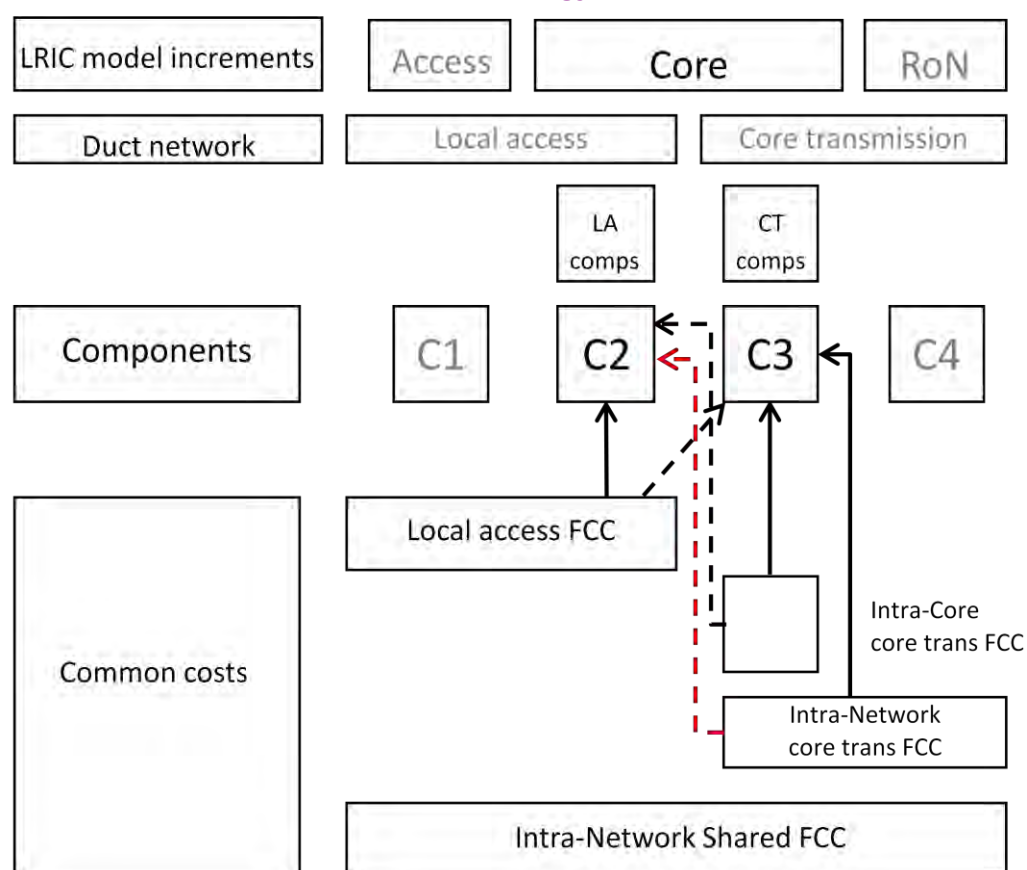 LRIC model increments
Access
Core
RoN
Duct network
Local access
Core transmission
LA
comps
CT
comps
Components
C1
C2
C3
C4
Local access FCC
Intra-Core
core trans FCC
Common costs
Intra-Network
core trans FCC
Intra-Network Shared FCC